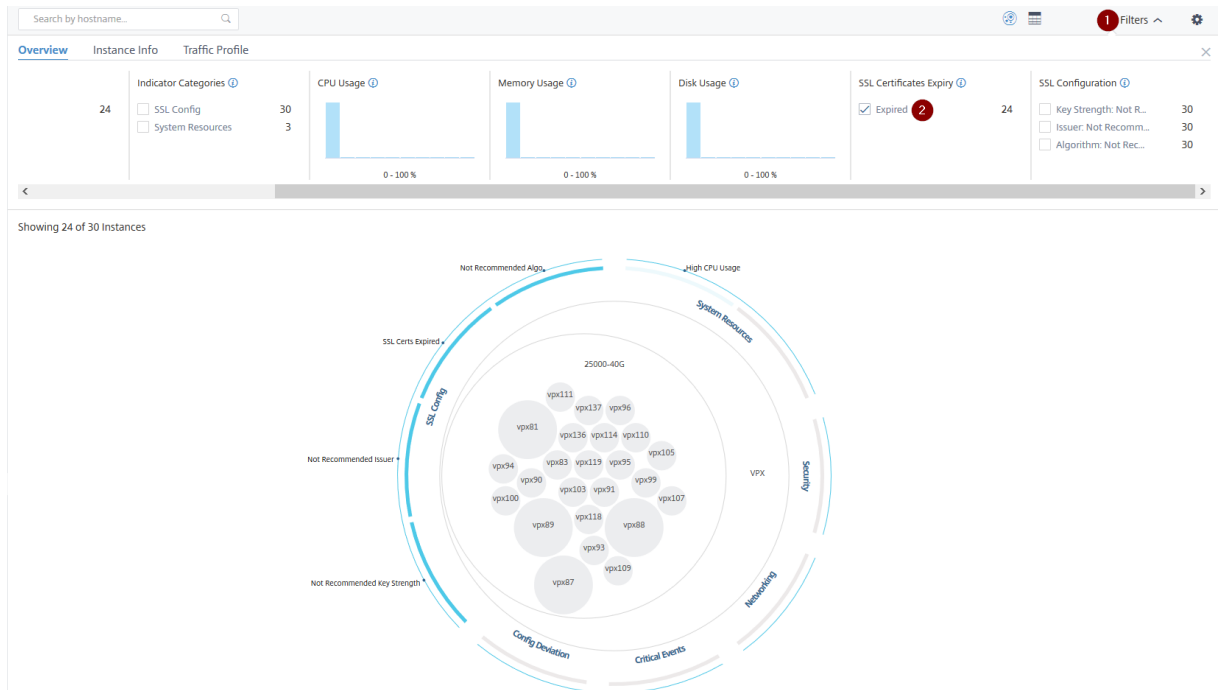 Search by hostname...
1 Filters
Overview Instance Info Traffic Profile
24
Indicator Categories
SSL Config 30
System Resources 3
CPU Usage
0 - 100 %
Memory Usage
0 - 100 %
Disk Usage
0 - 100 %
SSL Certificates Expiry
Expired 2 24
SSL Configuration
Key Strength: Not R... 30
Issuer: Not Recomm... 30
Algorithm: Not Rec... 30
Showing 24 of 30 Instances
Not Recommended Algo
High CPU Usage
System Resources
SSL Certs Expired
25000-40G
SSL Config
vpx111
vpx137 vpx96
vpx81
vpx136 vpx114 vpx110
vpx105
vpx94 vpx83 vpx119 vpx95
vpx90 vpx99
vpx100 vpx103 vpx91 vpx107
vpx118
vpx89 vpx88
vpx93
vpx109
vpx87
Not Recommended Issuer
VPX
Security
Not Recommended Key Strength
Networking
Config Deviation
Critical Events